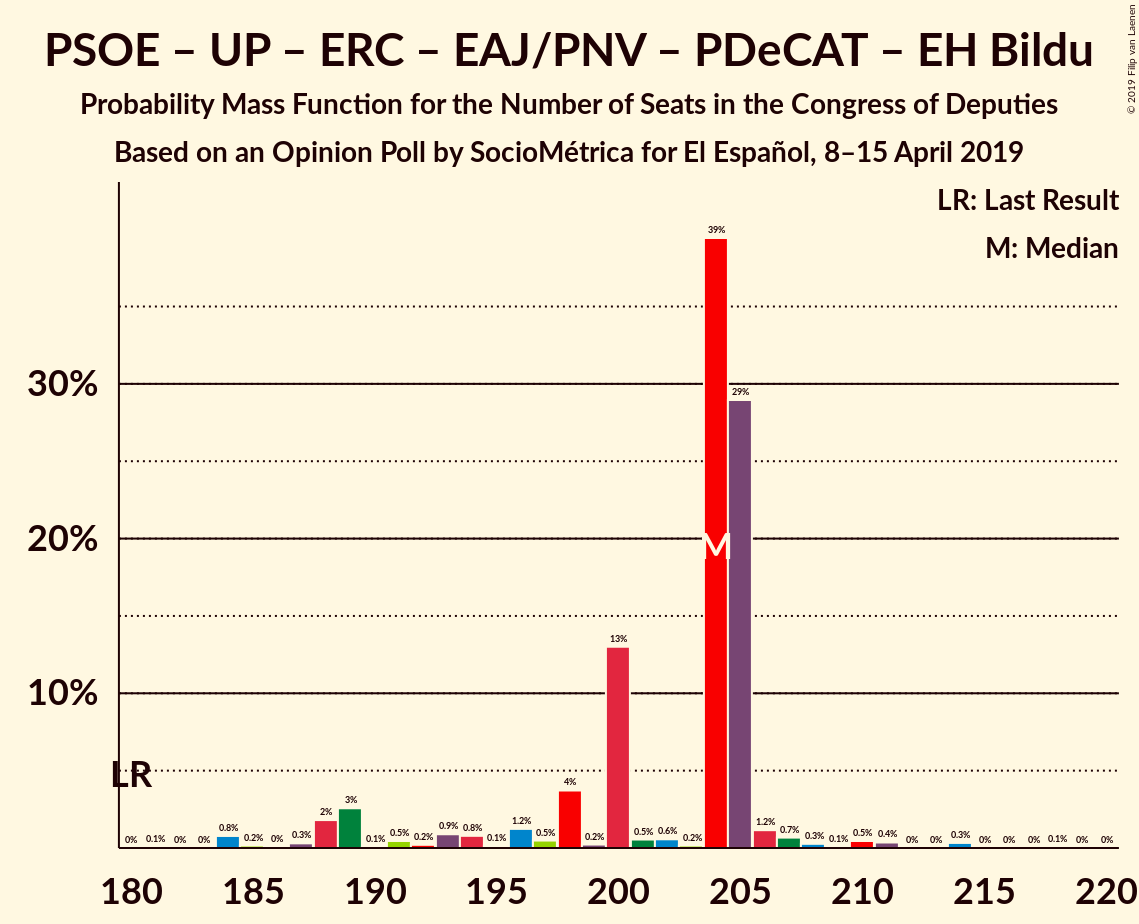 PSOE – UP – ERC – EAJ/PNV – PDeCAT – EH Bildu
Probability Mass Function for the Number of Seats in the Congress of Deputies
Based on an Opinion Poll by SocioMétrica for El Español, 8–15 April 2019
© 2019 Filip van Laenen
LR: Last Result
M: Median
39%
30%
29%
20%
M
13%
10%
LR
4%
3%
2%
0% 0.1% 0% 0% 0.8% 0.2% 0% 0.3% 0.1% 0.5% 0.2% 0.9% 0.8% 0.1% 1.2% 0.5% 0.2% 0.5% 0.6% 0.2% 1.2% 0.7% 0.3% 0.1% 0.5% 0.4% 0% 0% 0.3% 0% 0% 0% 0.1% 0% 0%
180 185 190 195 200 205 210 215 220